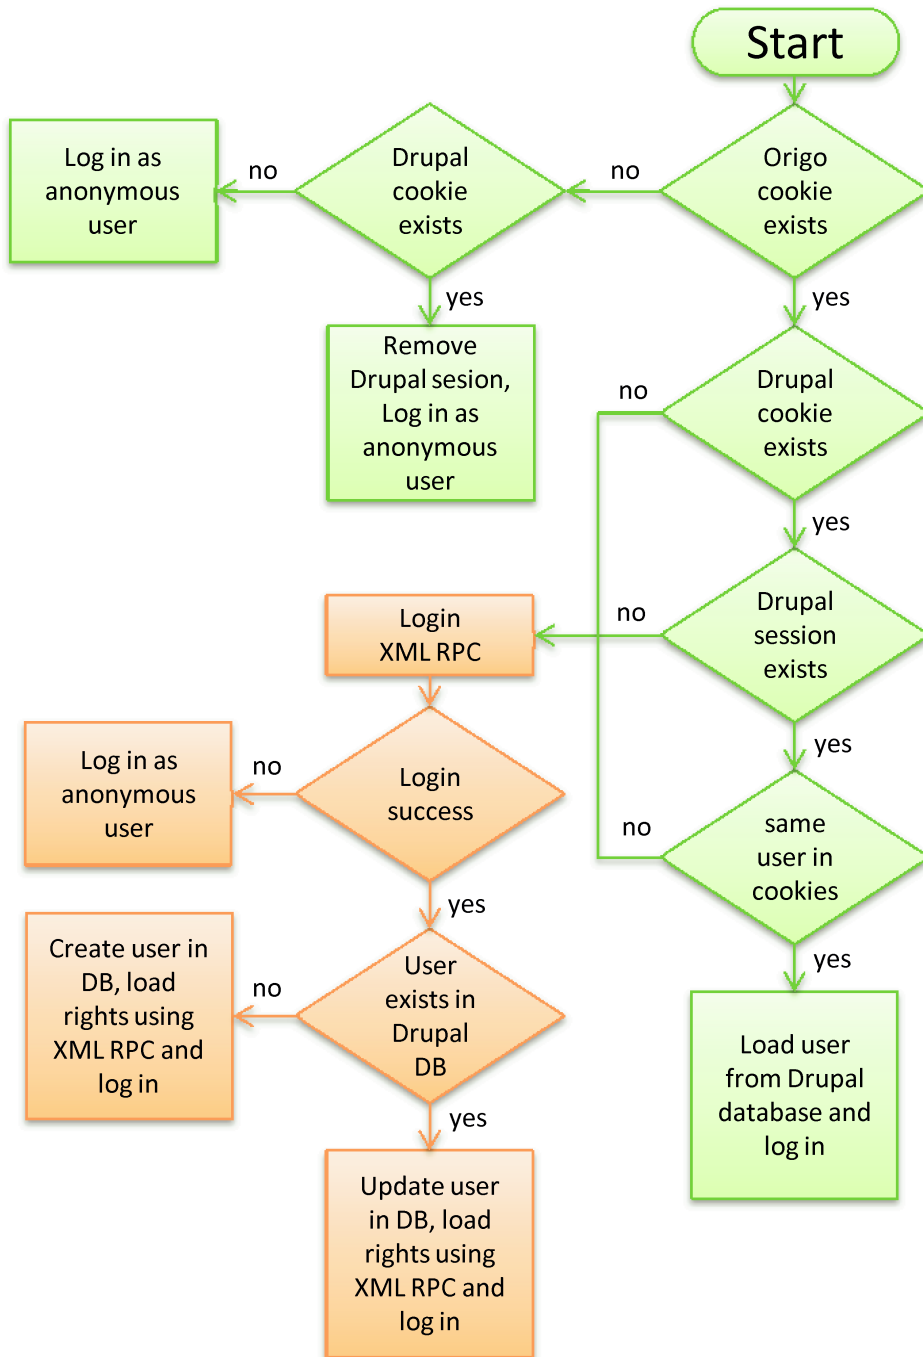 Start
Log in as
anonymous
user
no
Drupal
cookie
exists
no
Origo
cookie
exists
yes
yes
Remove
Drupal sesion,
Log in as
anonymous
user
no
Drupal
cookie
exists
yes
Login
XML RPC
no
Drupal
session
exists
yes
Log in as
anonymous
user
no
Login
success
no
same
user in
cookies
yes
yes
Create user in
DB, load
rights using
XML RPC and
log in
no
User
exists in
Drupal
DB
Load user
from Drupal
database and
log in
yes
Update user
in DB, load
rights using
XML RPC and
log in